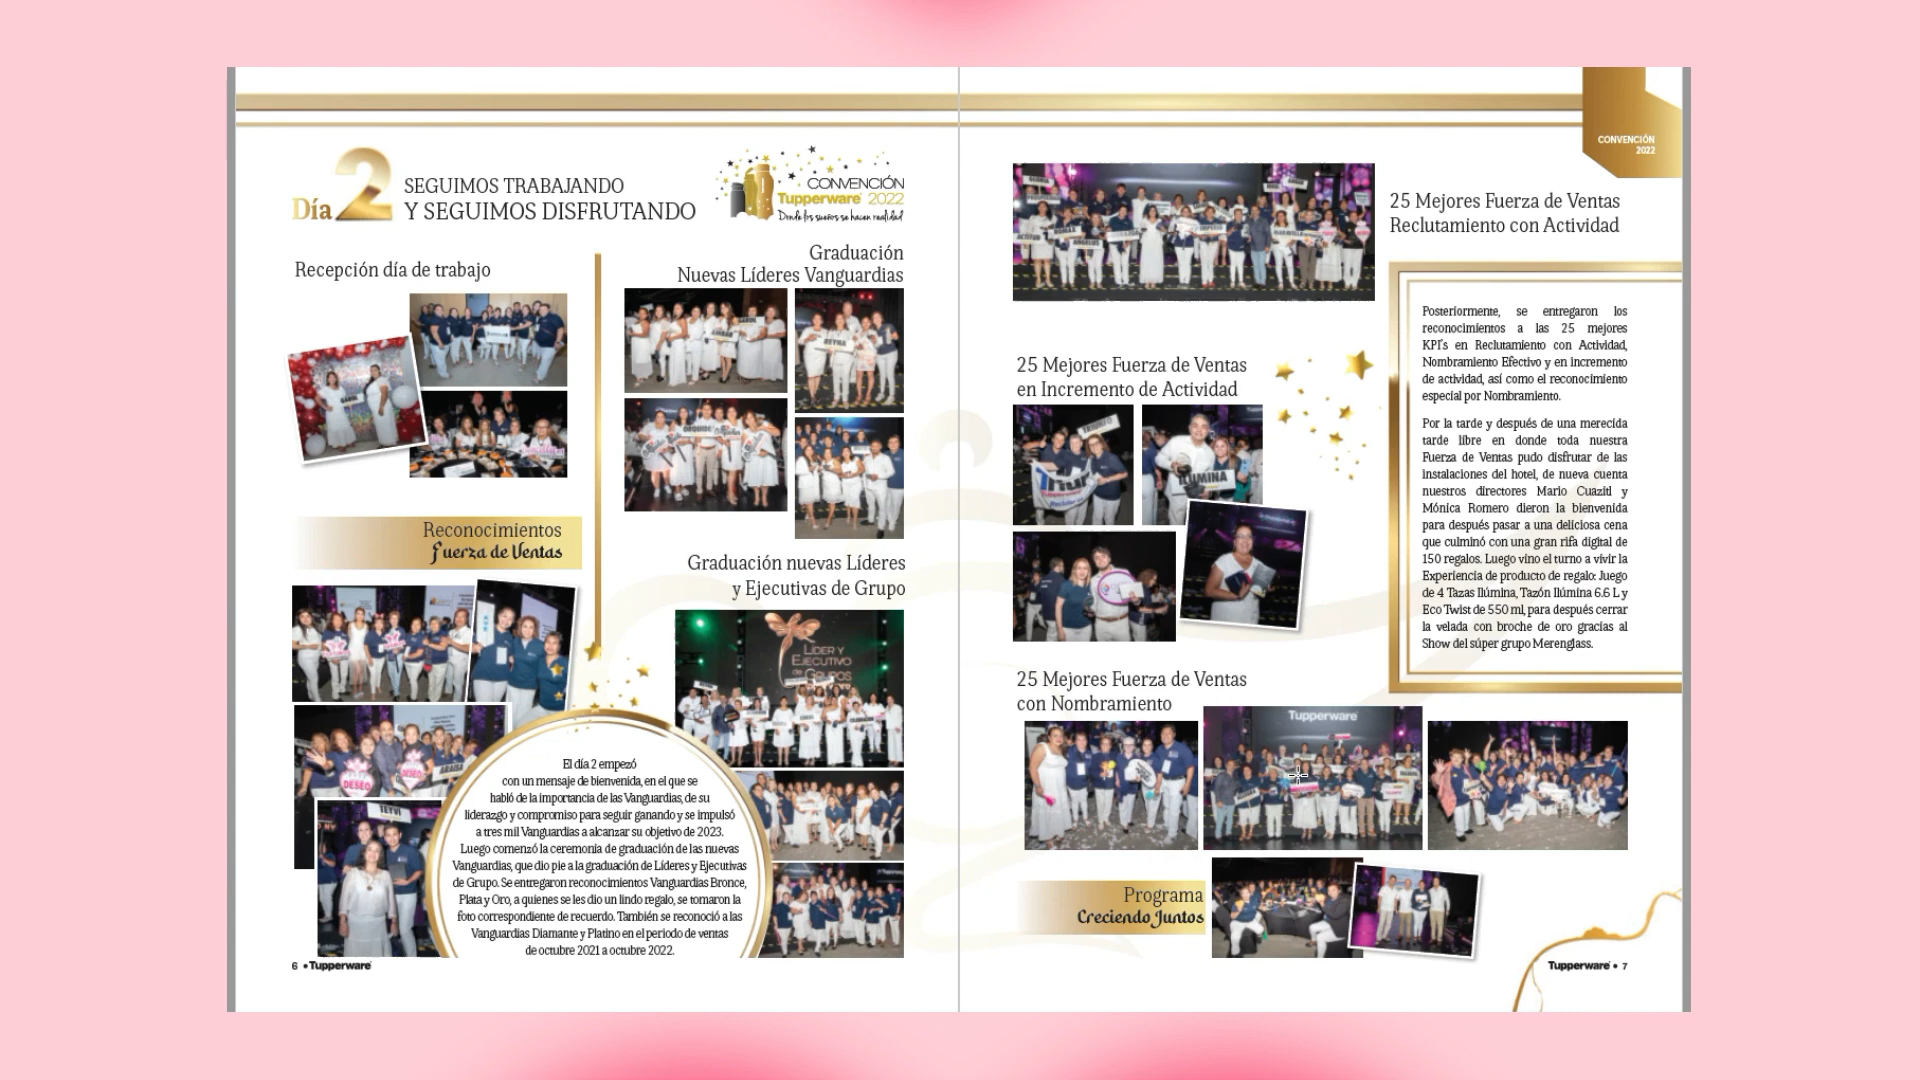 Día 2
SEGUIMOS TRABAJANDO
Y SEGUIMOS DISFRUTANDO
CONVENCIÓN
Tupperware 2022
Donde los sueños se hacen realidad
Recepción día de trabajo
CAROL
Graduación
Nuevas Líderes Vanguardias
CAROL
REYNA
Reconocimientos
Fuerza de Ventas
DESEO
DESEO
TEYVI
Graduación nuevas Líderes
y Ejecutivas de Grupo
LÍDER Y
EJECUTIVO
de GRUPOS
El día 2 empezó
con un mensaje de bienvenida, en el que se
habló de la importancia de las Vanguardias, de su
liderazgo y compromiso para seguir ganando y se impulsó
a tres mil Vanguardias a alcanzar su objetivo de 2023.
Luego comenzó la ceremonia de graduación de las nuevas
Vanguardias, que dio pie a la graduación de Líderes y Ejecutivas
de Grupo. Se entregaron reconocimientos Vanguardias Bronce,
Plata y Oro, a quienes se les dio un lindo regalo, se tomaron la
foto correspondiente de recuerdo. También se reconoció a las
Vanguardias Diamante y Platino en el periodo de ventas
de octubre 2021 a octubre 2022.
6 • Tupperware
CONVENCIÓN
2022
25 Mejores Fuerza de Ventas
Reclutamiento con Actividad
25 Mejores Fuerza de Ventas
en Incremento de Actividad
TRIUNFO
ILUMINA
Posteriormente, se entregaron los
reconocimientos a las 25 mejores
KPI's en Reclutamiento con Actividad,
Nombramiento Efectivo y en incremento
de actividad, así como el reconocimiento
especial por Nombramiento.
Por la tarde y después de una merecida
tarde libre en donde toda nuestra
Fuerza de Ventas pudo disfrutar de las
instalaciones del hotel, de nueva cuenta
nuestros directores Mario Cuazitl y
Mónica Romero dieron la bienvenida
para después pasar a una deliciosa cena
que culminó con una gran rifa digital de
150 regalos. Luego vino el turno a vivir la
Experiencia de producto de regalo: Juego
de 4 Tazas Ilúmina, Tazón Ilúmina 6.6 L y
Eco Twist de 550 ml, para después cerrar
la velada con broche de oro gracias al
Show del súper grupo Merenglass.
25 Mejores Fuerza de Ventas
con Nombramiento
Tupperware
Programa
Creciendo Juntos
Tupperware • 7